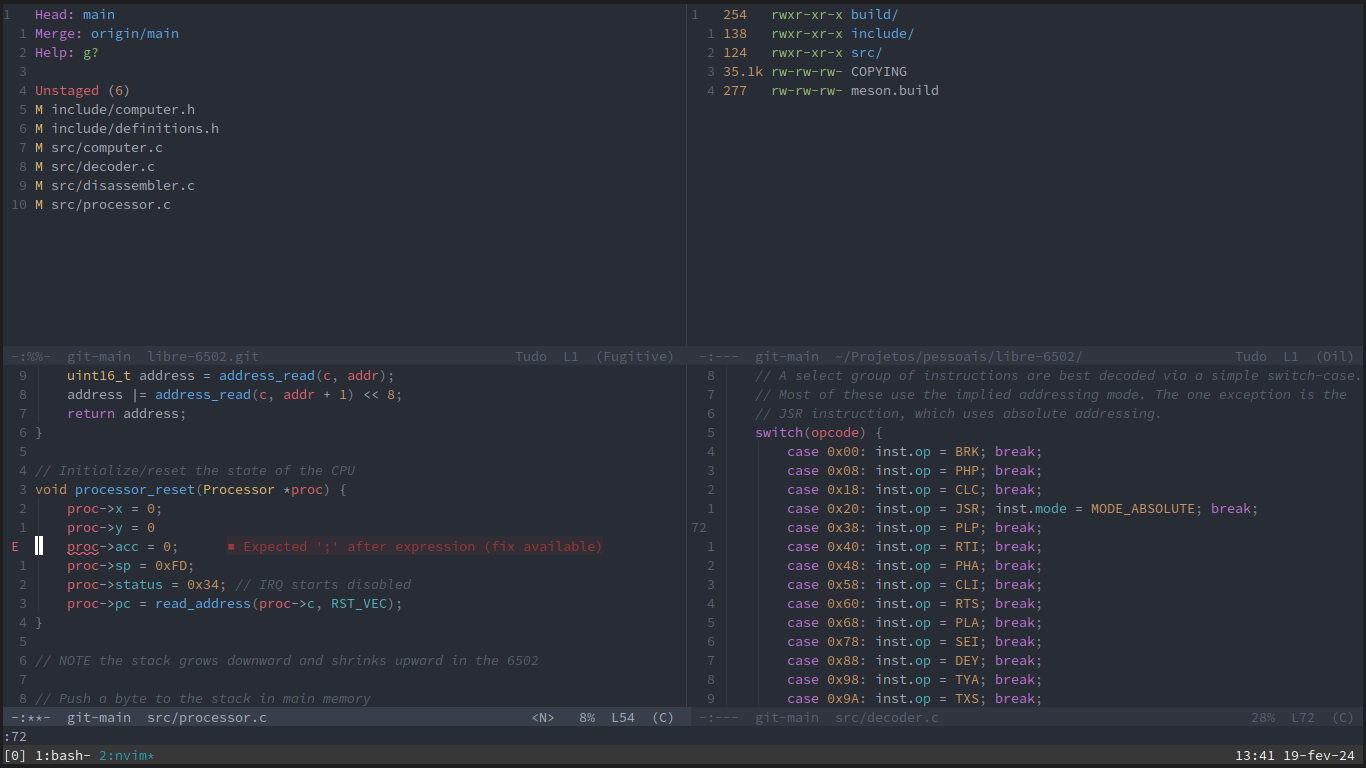 1 Head: main
1 Merge: origin/main
2 Help: g?
3
4 Unstaged (6)
5 M include/computer.h
6 M include/definitions.h
7 M src/computer.c
8 M src/decoder.c
9 M src/disassembler.c
10 M src/processor.c
-:%%- git-main libre-6502.git Tudo L1 (Fugitive)
1 254 rwxr-xr-x build/
1 138 rwxr-xr-x include/
2 124 rwxr-xr-x src/
3 35.1k rw-rw-rw- COPYING
4 277 rw-rw-rw- meson.build
-:--- git-main ~/Projetos/pessoais/libre-6502/ Tudo L1 (Oil)
9 uint16_t address = address_read(c, addr);
8 address |= address_read(c, addr + 1) << 8;
7 return address;
6 }
5
4 // Initialize/reset the state of the CPU
3 void processor_reset(Processor *proc) {
2 proc->x = 0;
1 proc->y = 0
E proc->acc = 0; ■ Expected ';' after expression (fix available)
1 proc->sp = 0xFD;
2 proc->status = 0x34; // IRQ starts disabled
3 proc->pc = read_address(proc->c, RST_VEC);
4 }
5
6 // NOTE the stack grows downward and shrinks upward in the 6502
7
8 // Push a byte to the stack in main memory
-:**- git-main src/processor.c <N> 8% L54 (C)
8 // A select group of instructions are best decoded via a simple switch-case.
7 // Most of these use the implied addressing mode. The one exception is the
6 // JSR instruction, which uses absolute addressing.
5 switch(opcode) {
4 case 0x00: inst.op = BRK; break;
3 case 0x08: inst.op = PHP; break;
2 case 0x18: inst.op = CLC; break;
1 case 0x20: inst.op = JSR; inst.mode = MODE_ABSOLUTE; break;
72 case 0x38: inst.op = PLP; break;
1 case 0x40: inst.op = RTI; break;
2 case 0x48: inst.op = PHA; break;
3 case 0x58: inst.op = CLI; break;
4 case 0x60: inst.op = RTS; break;
5 case 0x68: inst.op = PLA; break;
6 case 0x78: inst.op = SEI; break;
7 case 0x88: inst.op = DEY; break;
8 case 0x98: inst.op = TYA; break;
9 case 0x9A: inst.op = TXS; break;
-:--- git-main src/decoder.c 28% L72 (C)
:72
[0] 1:bash- 2:nvim* 13:41 19-fev-24